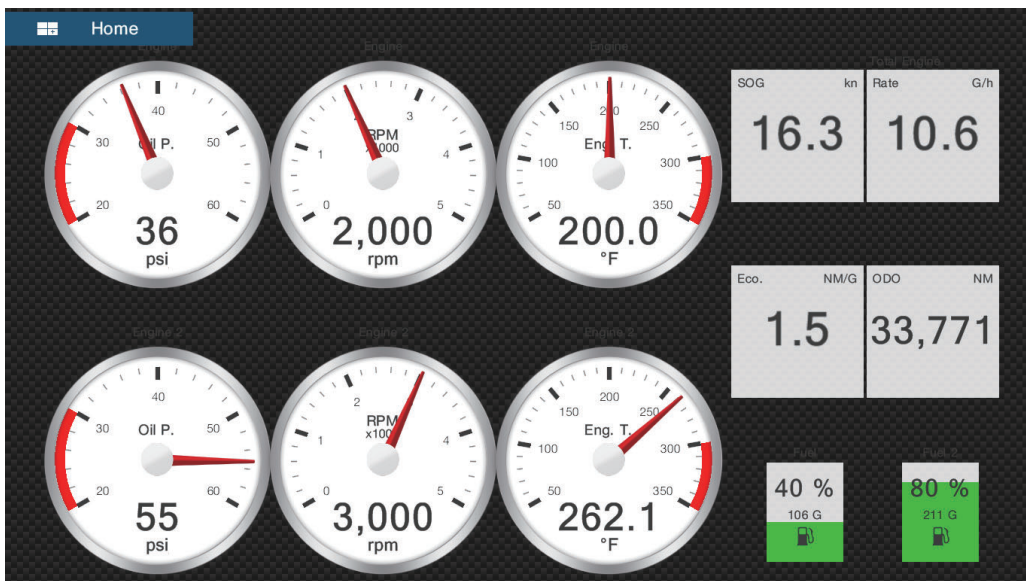 Home
Engine
Engine
Engine
20
30
40
50
60
Oil P.
36
psi
0
1
2
3
4
5
RPM
x1000
2,000
rpm
50
100
150
200
250
300
350
Eng. T.
200.0
°F
Total Engine
SOG kn
16.3
Rate G/h
10.6
Eco. NM/G
1.5
ODO NM
33,771
Engine 2
Engine 2
Engine 2
20
30
40
50
60
Oil P.
55
psi
0
1
2
4
5
RPM
x100
3,000
rpm
50
100
150
200
250
300
350
Eng. T.
262.1
°F
Fuel
40 %
106 G
80 %
211 G